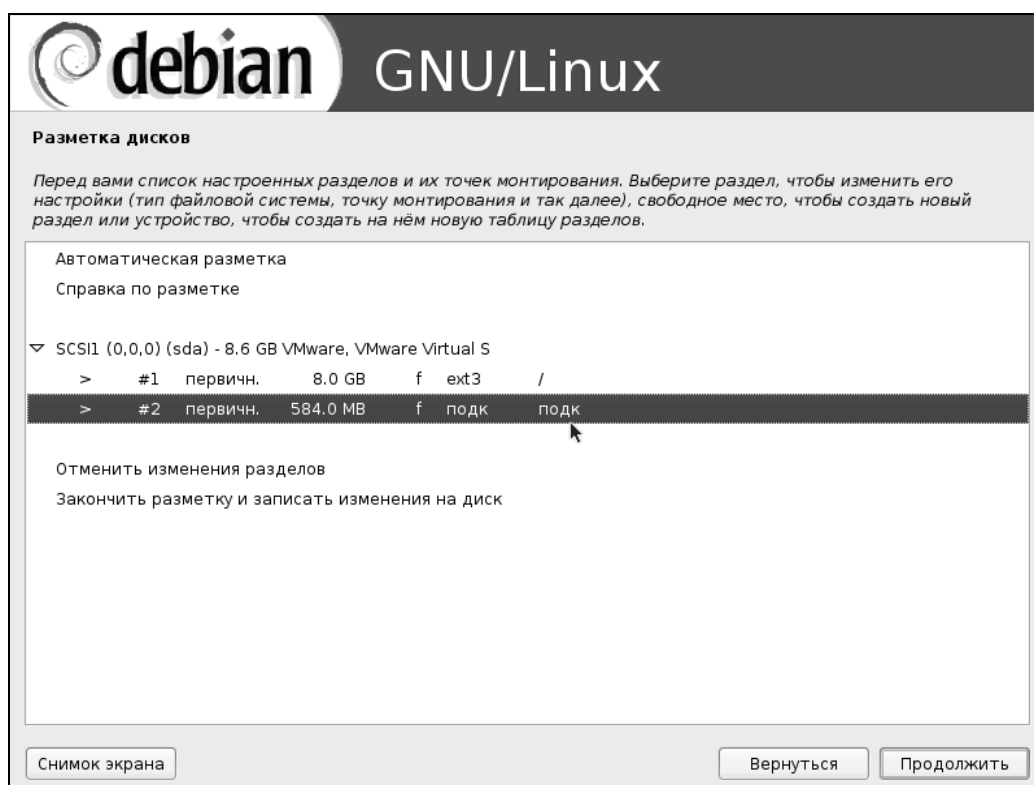 debian GNU/Linux
Разметка дисков
Перед вами список настроенных разделов и их точек монтирования. Выберите раздел, чтобы изменить его
настройки (тип файловой системы, точку монтирования и так далее), свободное место, чтобы создать новый
раздел или устройство, чтобы создать на нём новую таблицу разделов.
Автоматическая разметка
Справка по разметке
SCSI1 (0,0,0) (sda) - 8.6 GB VMware, VMware Virtual S
> #1 первичн. 8.0 GB f ext3 /
> #2 первичн. 584.0 MB f подк подк
Отменить изменения разделов
Закончить разметку и записать изменения на диск
Снимок экрана Вернуться Продолжить